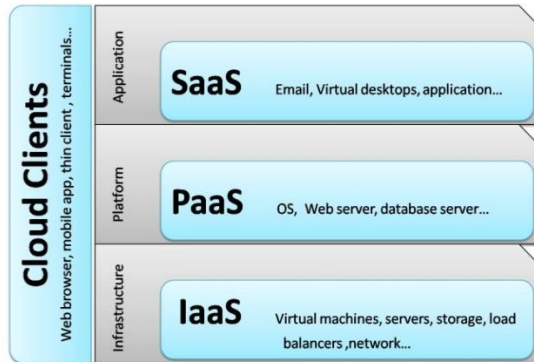 Cloud Clients
Web browser, mobile app, thin client , terminals...
Application
SaaS
Email, Virtual desktops, application...
Platform
PaaS
OS, Web server, database server...
Infrastructure
IaaS
Virtual machines, servers, storage, load
balancers ,network...